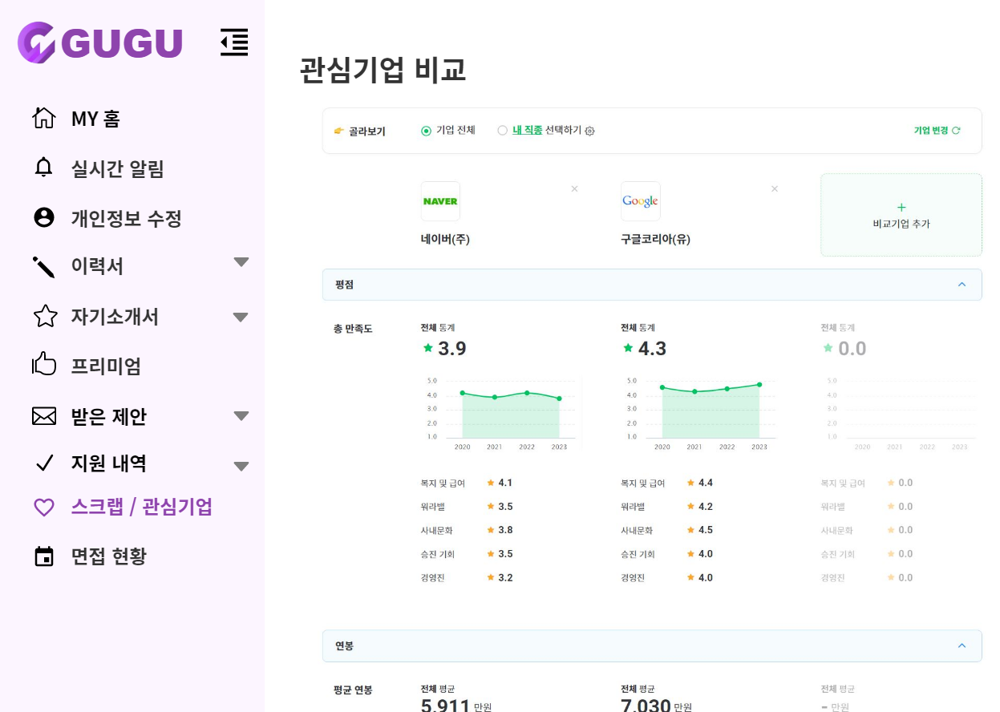 GUGU
MY 홈
실시간 알림
개인정보 수정
이력서
자기소개서
프리미엄
받은 제안
지원 내역
스크랩 / 관심기업
면접 현황
관심기업 비교
골라보기 기업 전체 내 직종 선택하기 기업 변경
NAVER Google
비교기업 추가
네이버(주) 구글코리아(유)
평점
총 만족도 전체 통계 전체 통계 전체 통계
3.9 4.3 0.0
5.0 5.0 5.0
4.0 4.0 4.0
3.0 3.0 3.0
2.0 2.0 2.0
1.0 1.0 1.0
2020 2021 2022 2023 2020 2021 2022 2023 2020 2021 2022 2023
복지 및 급여 4.1 복지 및 급여 4.4 복지 및 급여 0.0
워라밸 3.5 워라밸 4.2 워라밸 0.0
사내문화 3.8 사내문화 4.5 사내문화 0.0
승진 기회 3.5 승진 기회 4.0 승진 기회 0.0
경영진 3.2 경영진 4.0 경영진 0.0
연봉
평균 연봉 전체 평균 전체 평균 전체 평균
5,911 만원 7,030 만원 - 만원